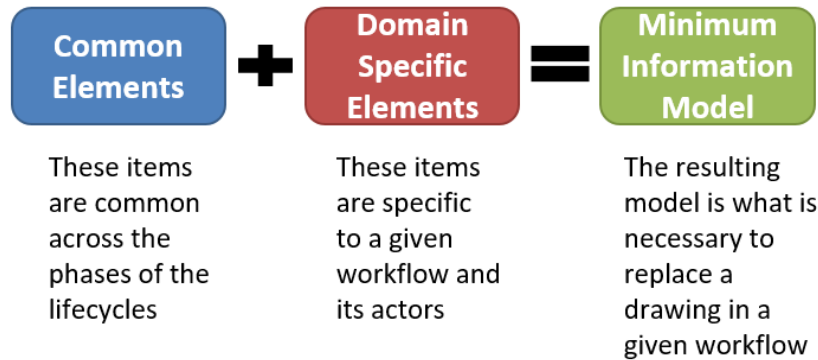 Common
Elements
Domain
Specific
Elements
Minimum
Information
Model
These items
are common
across the
phases of the
lifecycles
These items
are specific
to a given
workflow and
its actors
The resulting
model is what is
necessary to
replace a
drawing in a
given workflow